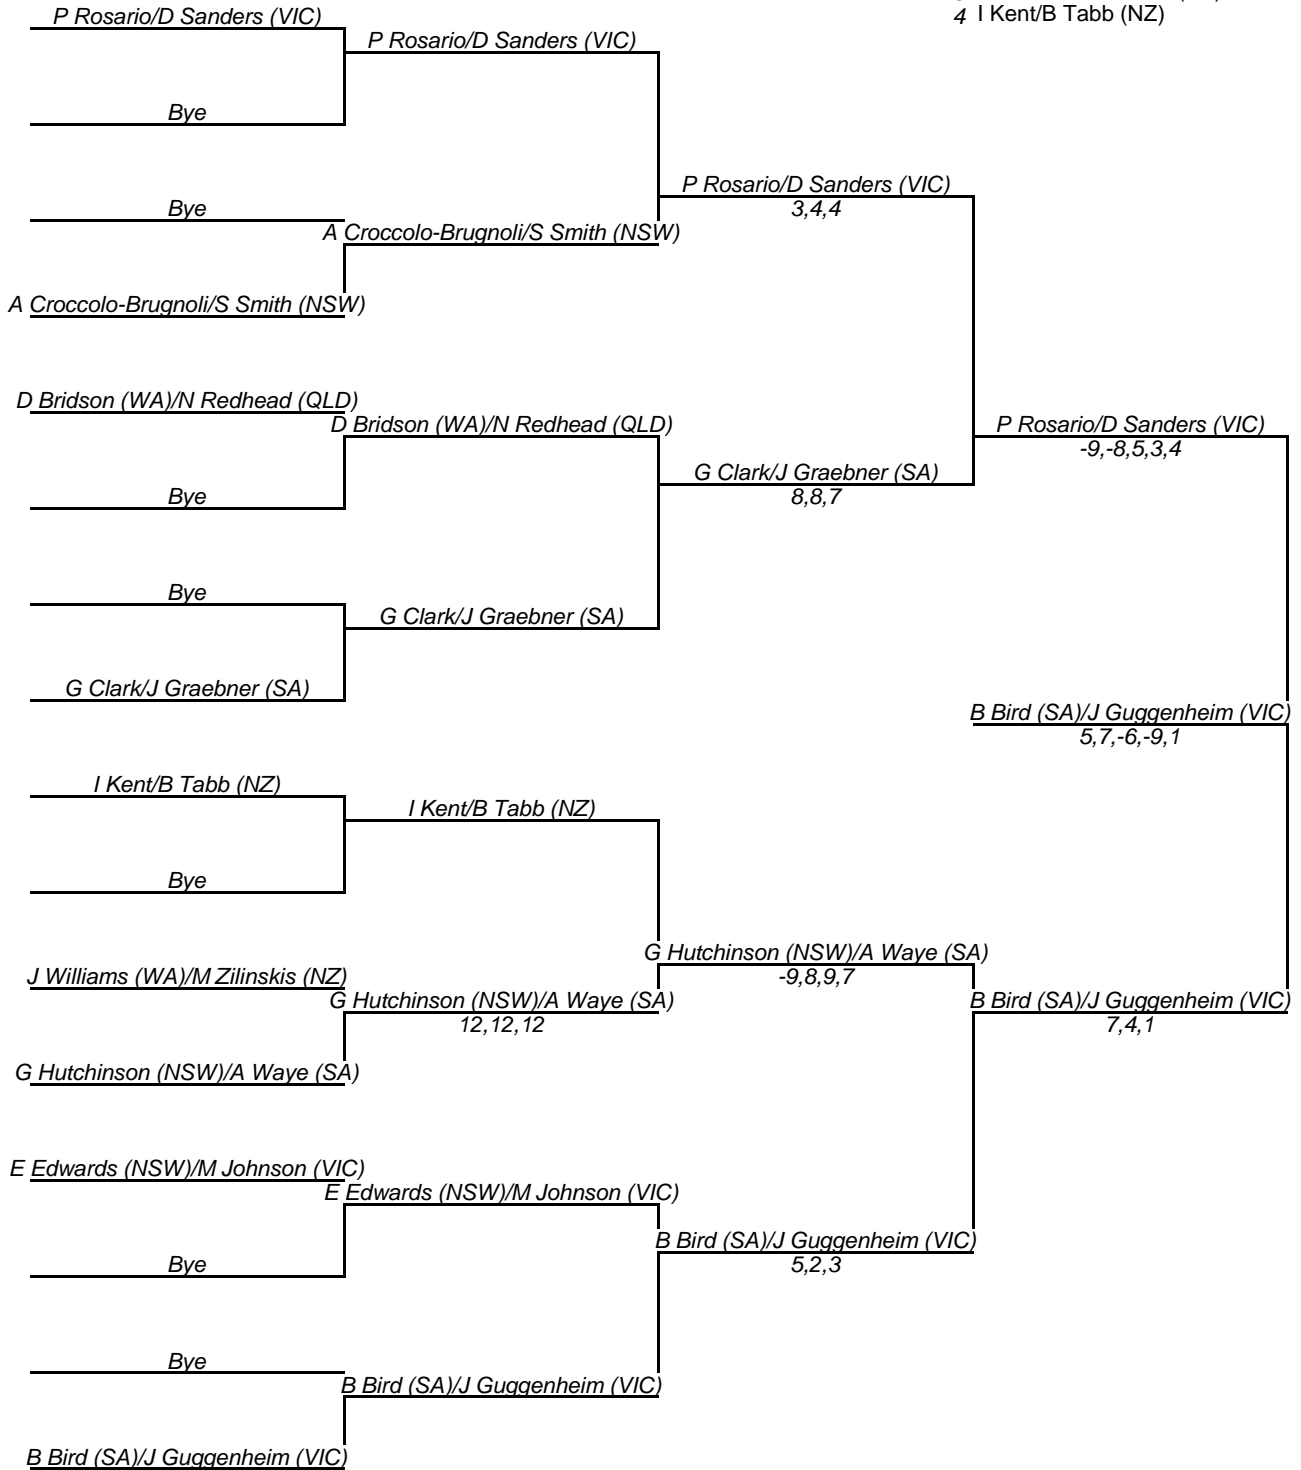 4 I Kent/B Tabb (NZ)
P Rosario/D Sanders (VIC)
P Rosario/D Sanders (VIC)
Bye
P Rosario/D Sanders (VIC)
3,4,4
Bye
A Croccolo-Brugnoli/S Smith (NSW)
A Croccolo-Brugnoli/S Smith (NSW)
D Bridson (WA)/N Redhead (QLD)
D Bridson (WA)/N Redhead (QLD)
P Rosario/D Sanders (VIC)
-9,-8,5,3,4
G Clark/J Graebner (SA)
8,8,7
Bye
Bye
G Clark/J Graebner (SA)
G Clark/J Graebner (SA)
B Bird (SA)/J Guggenheim (VIC)
5,7,-6,-9,1
I Kent/B Tabb (NZ)
I Kent/B Tabb (NZ)
Bye
G Hutchinson (NSW)/A Waye (SA)
-9,8,9,7
J Williams (WA)/M Zilinskis (NZ)
G Hutchinson (NSW)/A Waye (SA)
12,12,12
B Bird (SA)/J Guggenheim (VIC)
7,4,1
G Hutchinson (NSW)/A Waye (SA)
E Edwards (NSW)/M Johnson (VIC)
E Edwards (NSW)/M Johnson (VIC)
B Bird (SA)/J Guggenheim (VIC)
5,2,3
Bye
Bye
B Bird (SA)/J Guggenheim (VIC)
B Bird (SA)/J Guggenheim (VIC)